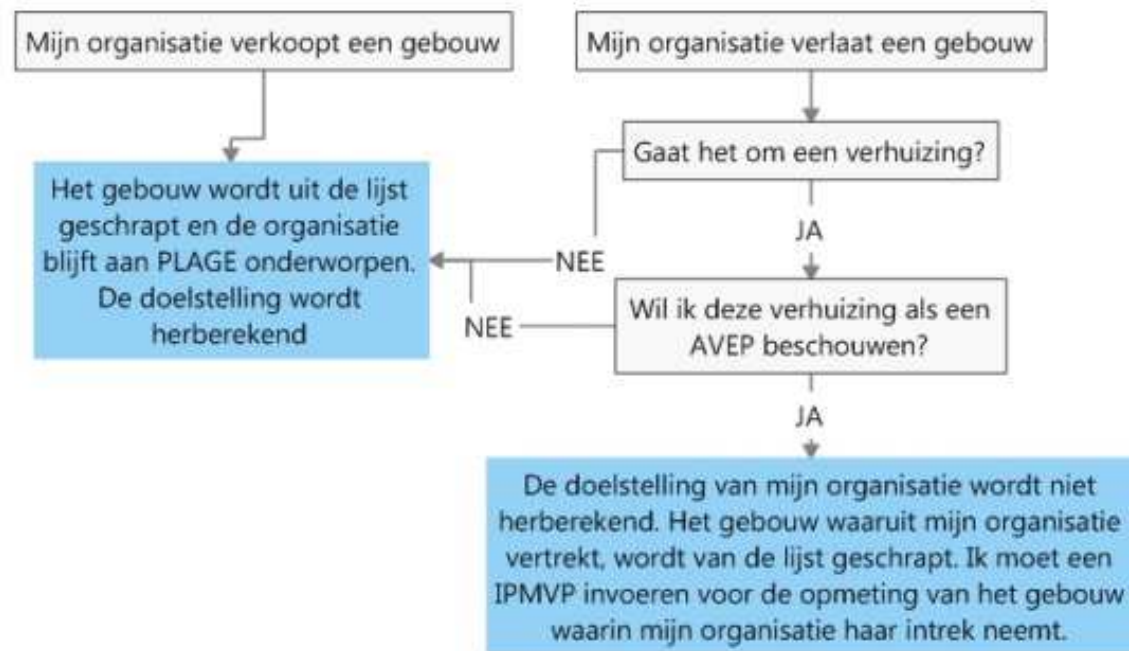 Mijn organisatie verkoopt een gebouw
Mijn organisatie verlaat een gebouw
Gaat het om een verhuizing?
Het gebouw wordt uit de lijst
geschrapt en de organisatie
blijft aan PLAGE onderworpen.
De doelstelling wordt
herberekend
JA
NEE
Wil ik deze verhuizing als een
AVEP beschouwen?
NEE
JA
De doelstelling van mijn organisatie wordt niet
herberekend. Het gebouw waaruit mijn organisatie
vertrekt, wordt van de lijst geschrapt. Ik moet een
IPMVP invoeren voor de opmeting van het gebouw
waarin mijn organisatie haar intrek neemt.